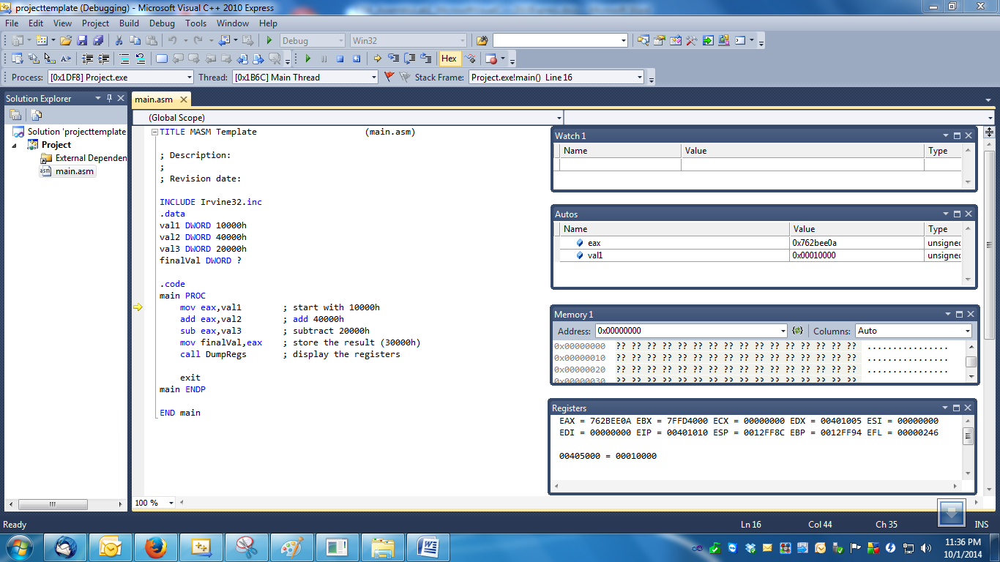 projecttemplate (Debugging) - Microsoft Visual C++ 2010 Express
File Edit View Project Build Debug Tools Window Help
Debug Win32
Hex
Process: [0x1DF8] Project.exe Thread: [0x1B6C] Main Thread Stack Frame: Project.exe!main() Line 16
Solution Explorer
Solution 'projecttemplate
Project
External Dependen
main.asm
main.asm
(Global Scope)
TITLE MASM Template (main.asm)
; Description:
;
; Revision date:
INCLUDE Irvine32.inc
.data
val1 DWORD 10000h
val2 DWORD 40000h
val3 DWORD 20000h
finalVal DWORD ?
.code
main PROC
mov eax,val1 ; start with 10000h
add eax,val2 ; add 40000h
sub eax,val3 ; subtract 20000h
mov finalVal,eax ; store the result (30000h)
call DumpRegs ; display the registers
exit
main ENDP
END main
100 %
Watch 1
Name Value Type
Autos
Name Value Type
eax 0x762bee0a unsigned
val1 0x00010000 unsigned
Memory 1
Address: 0x00000000 Columns: Auto
0x00000000 ?? ?? ?? ?? ?? ?? ?? ?? ?? ?? ?? ?? ?? ?? ?? ?? ................
0x00000010 ?? ?? ?? ?? ?? ?? ?? ?? ?? ?? ?? ?? ?? ?? ?? ?? ................
0x00000020 ?? ?? ?? ?? ?? ?? ?? ?? ?? ?? ?? ?? ?? ?? ?? ?? ................
0x00000030 ?? ?? ?? ?? ?? ?? ?? ?? ?? ?? ?? ?? ?? ?? ?? ??
Registers
EAX = 762BEE0A EBX = 7FFD4000 ECX = 00000000 EDX = 00401005 ESI = 00000000
EDI = 00000000 EIP = 00401010 ESP = 0012FF8C EBP = 0012FF94 EFL = 00000246
00405000 = 00010000
Ready Ln 16 Col 44 Ch 35 INS
11:36 PM
10/1/2014